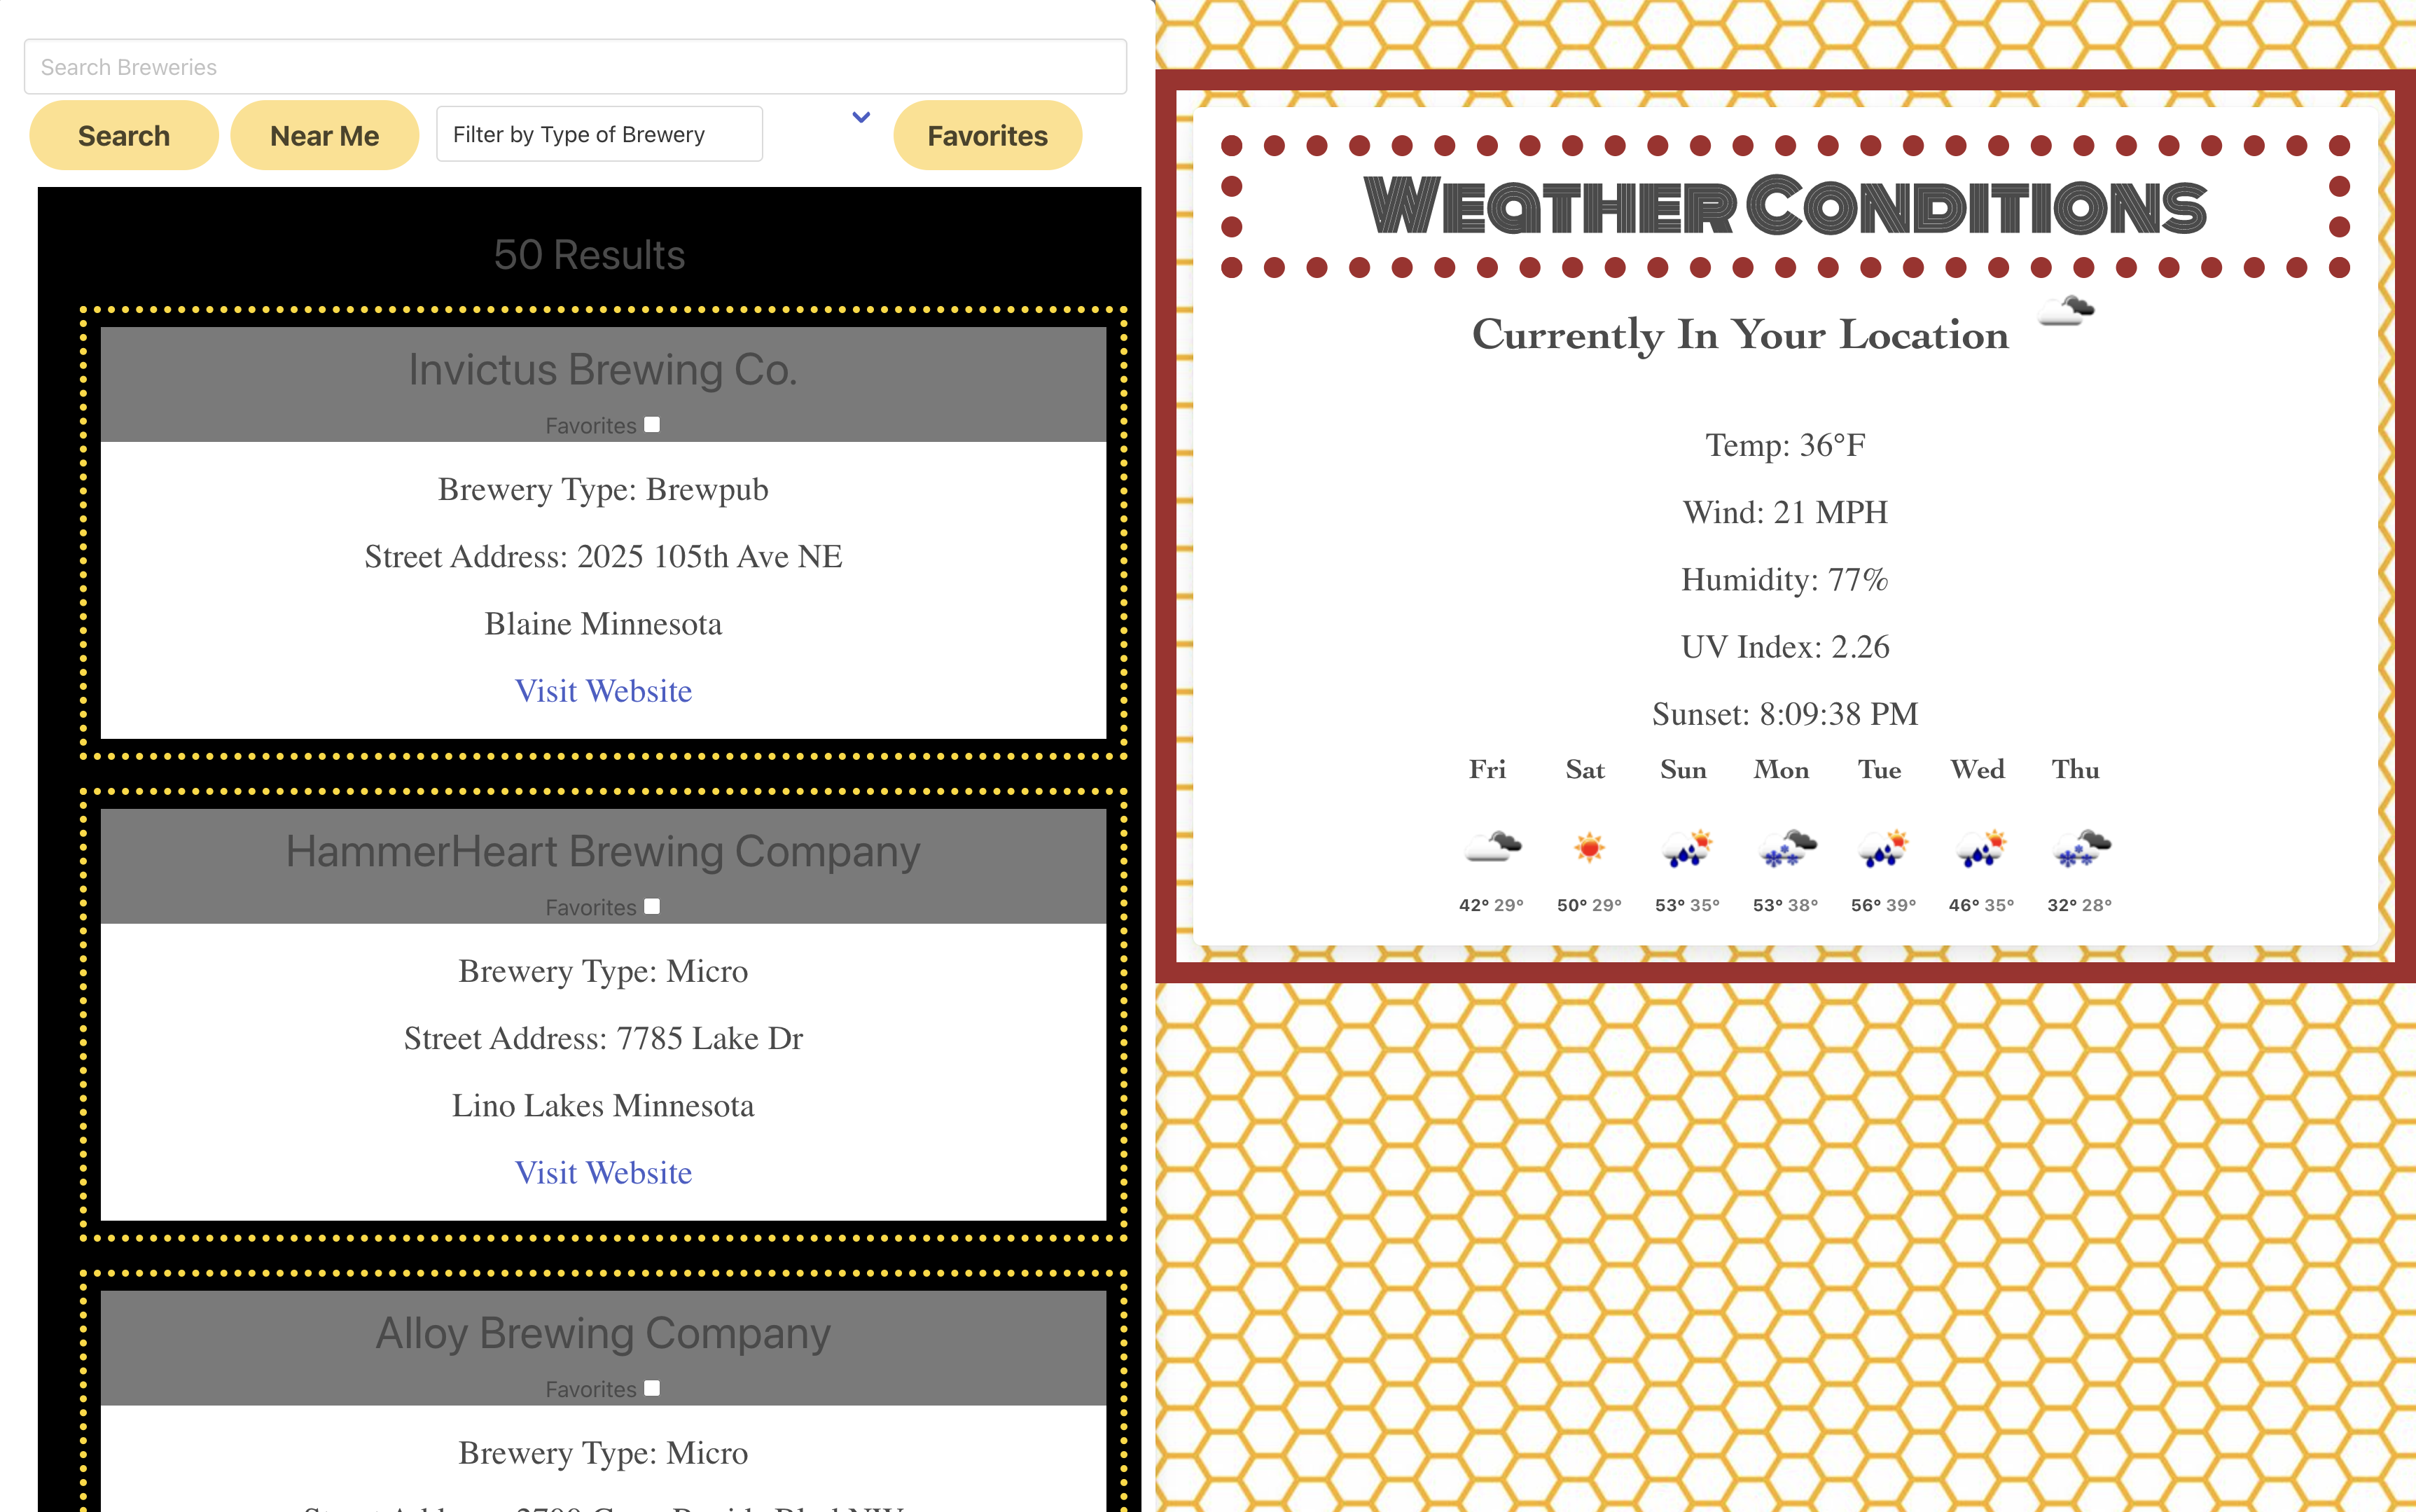 Search Breweries
Search
Near Me
Filter by Type of Brewery
Favorites
50 Results
Invictus Brewing Co.
Favorites
Brewery Type: Brewpub
Street Address: 2025 105th Ave NE
Blaine Minnesota
Visit Website
HammerHeart Brewing Company
Favorites
Brewery Type: Micro
Street Address: 7785 Lake Dr
Lino Lakes Minnesota
Visit Website
Alloy Brewing Company
Favorites
Brewery Type: Micro
Weather Conditions
Currently In Your Location
Temp: 36°F
Wind: 21 MPH
Humidity: 77%
UV Index: 2.26
Sunset: 8:09:38 PM
Fri Sat Sun Mon Tue Wed Thu
42° 29° 50° 29° 53° 35° 53° 38° 56° 39° 46° 35° 32° 28°